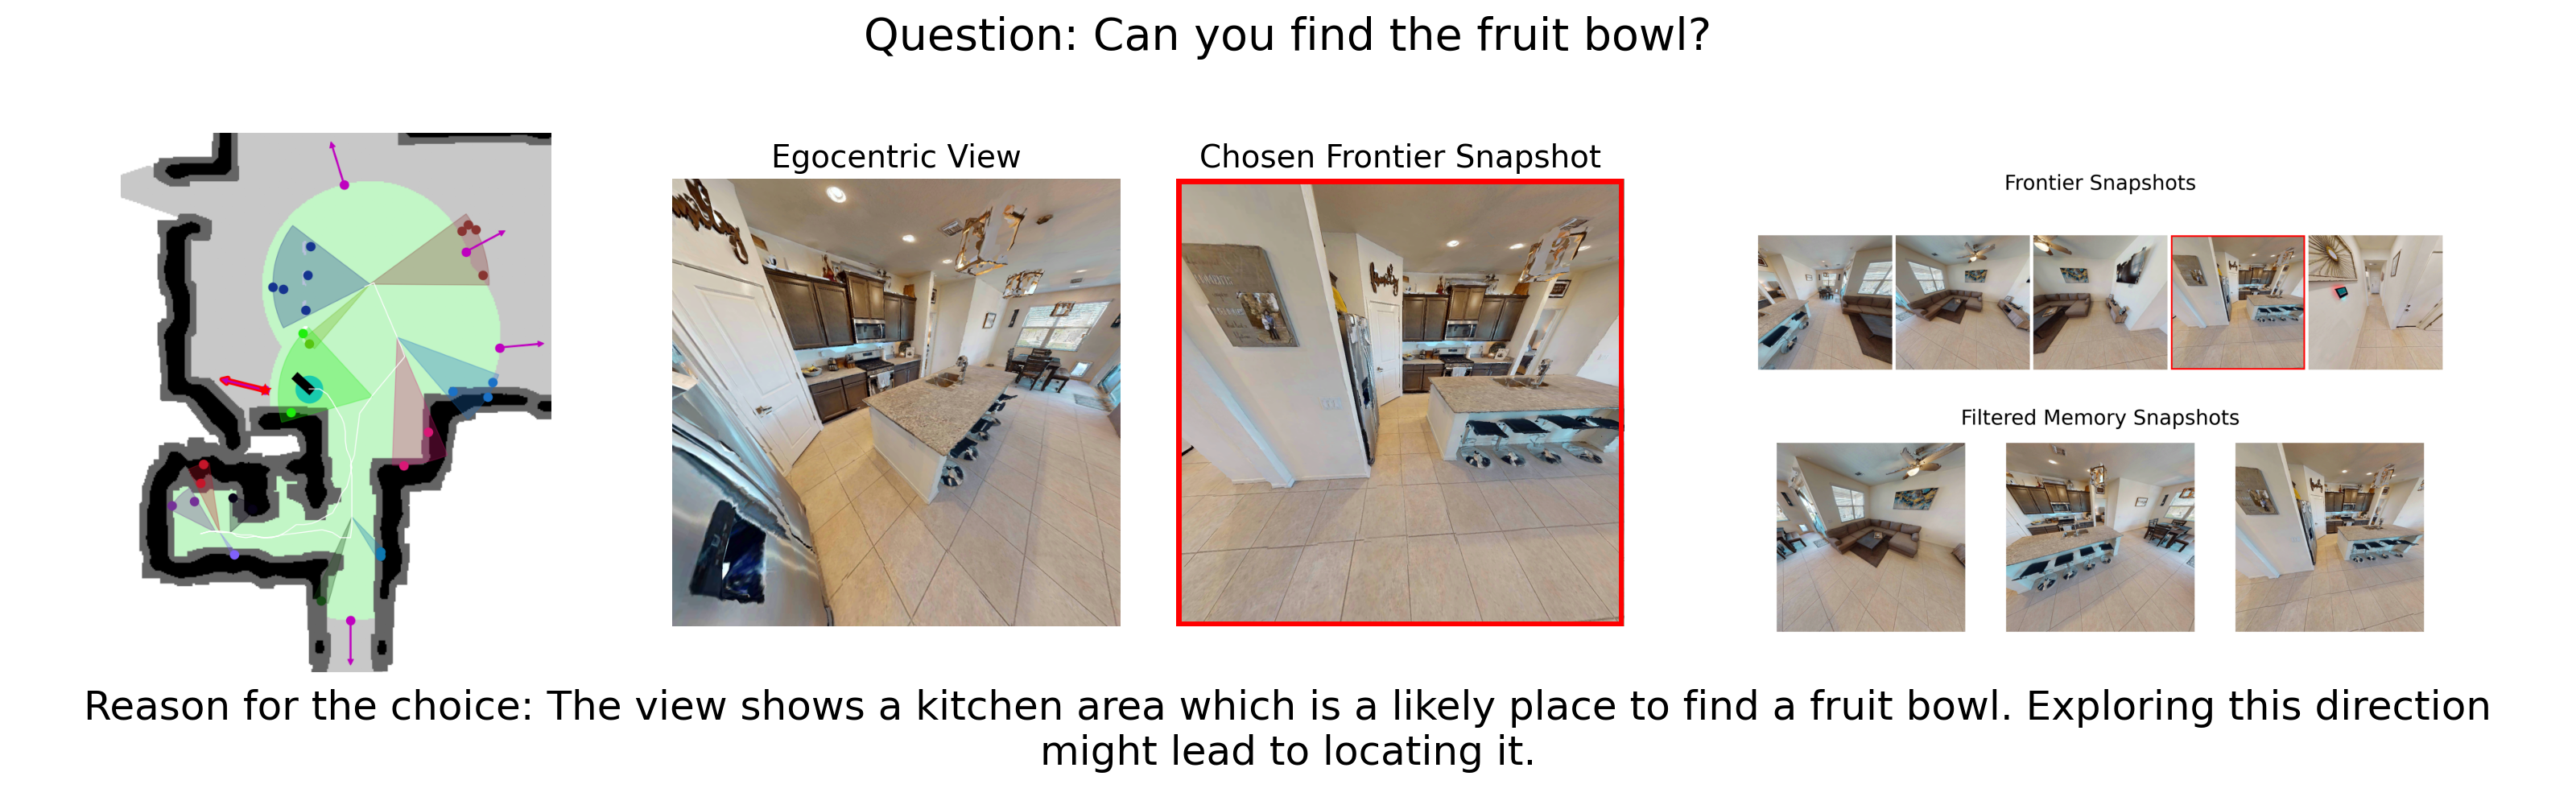 Question: Can you find the fruit bowl?
Egocentric View
Chosen Frontier Snapshot
Frontier Snapshots
Filtered Memory Snapshots
Reason for the choice: The view shows a kitchen area which is a likely place to find a fruit bowl. Exploring this direction
might lead to locating it.